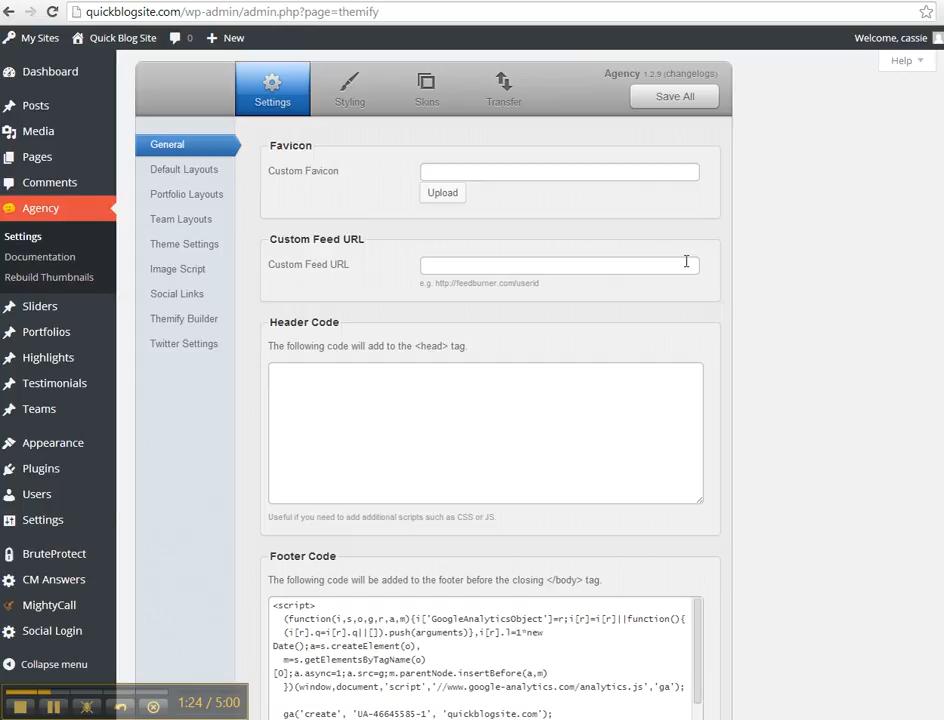 quickblogsite.com/wp-admin/admin.php?page=themify
My Sites
Quick Blog Site
0
+ New
Welcome, cassie
Help
Dashboard
Posts
Media
Pages
Comments
Agency
Settings
Documentation
Rebuild Thumbnails
Sliders
Portfolios
Highlights
Testimonials
Teams
Appearance
Plugins
Users
Settings
BruteProtect
CM Answers
MightyCall
Social Login
Collapse menu
Settings
Styling
Skins
Transfer
Agency 1.2.9 (changelogs)
Save All
General
Default Layouts
Portfolio Layouts
Team Layouts
Theme Settings
Image Script
Social Links
Themify Builder
Twitter Settings
Favicon
Custom Favicon
Upload
Custom Feed URL
Custom Feed URL
e.g. http://feedburner.com/userid
Header Code
The following code will add to the <head> tag.
Useful if you need to add additional scripts such as CSS or JS.
Footer Code
The following code will be added to the footer before the closing </body> tag.
<script>
(function(i,s,o,g,r,a,m){i['GoogleAnalyticsObject']=r;i[r]=i[r]||function(){
(i[r].q=i[r].q||[]).push(arguments)},i[r].l=1*new
Date();a=s.createElement(o),
m=s.getElementsByTagName(o)
[0];a.async=1;a.src=g;m.parentNode.insertBefore(a,m)
})(window,document,'script','//www.google-analytics.com/analytics.js','ga');
ga('create', 'UA-46645585-1', 'quickblogsite.com');
1:24 / 5:00